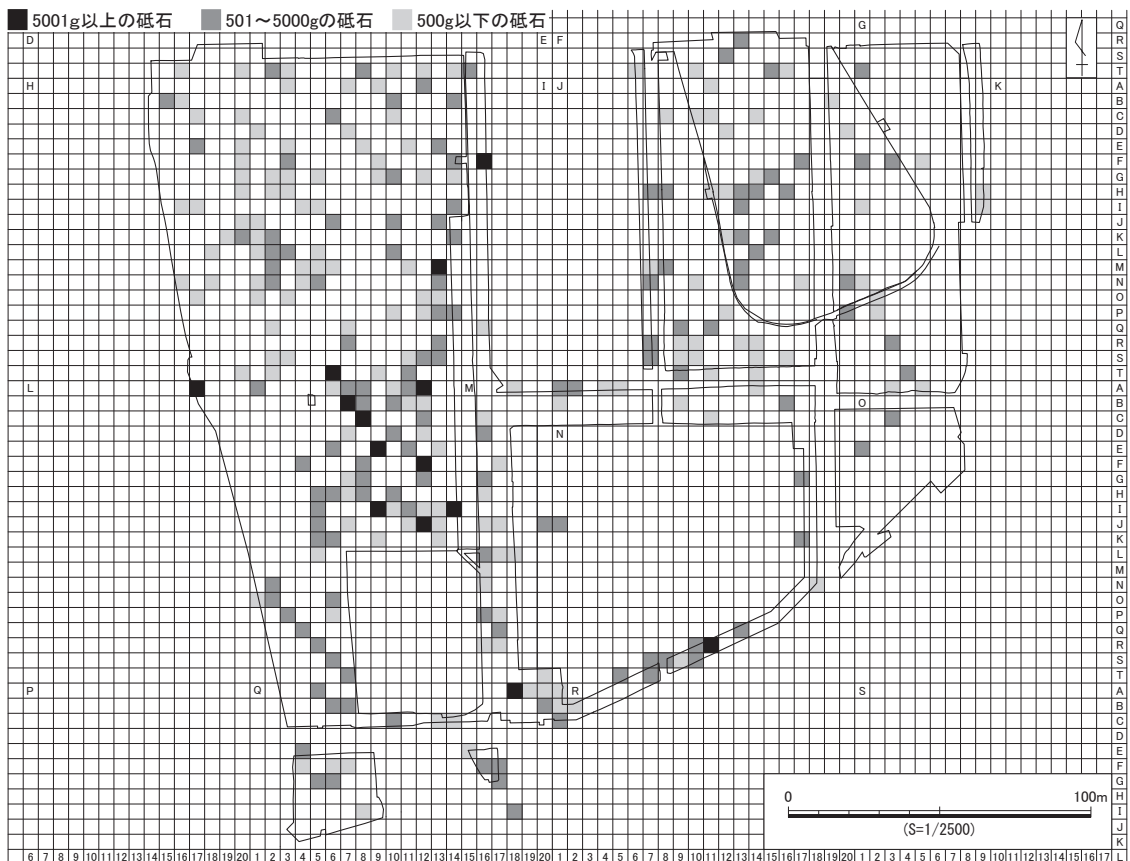 5001g以上の砥石 501～5000gの砥石 500g以下の砥石
G Q
D E F R
S
T
H I J K A
B
C
D
E
F
G
H
I
J
K
L
M
N
O
P
Q
R
S
T
L M A
O B
C
N D
E
F
G
H
I
J
K
L
M
N
O
P
Q
R
S
T
P Q R S A
B
C
D
E
F
G
0 100m H
I
(S=1/2500) J
K
6 7 8 9 10 11 12 13 14 15 16 17 18 19 20 1 2 3 4 5 6 7 8 9 10 11 12 13 14 15 16 17 18 19 20 1 2 3 4 5 6 7 8 9 10 11 12 13 14 15 16 17 18 19 20 1 2 3 4 5 6 7 8 9 10 11 12 13 14 15 16 17 L